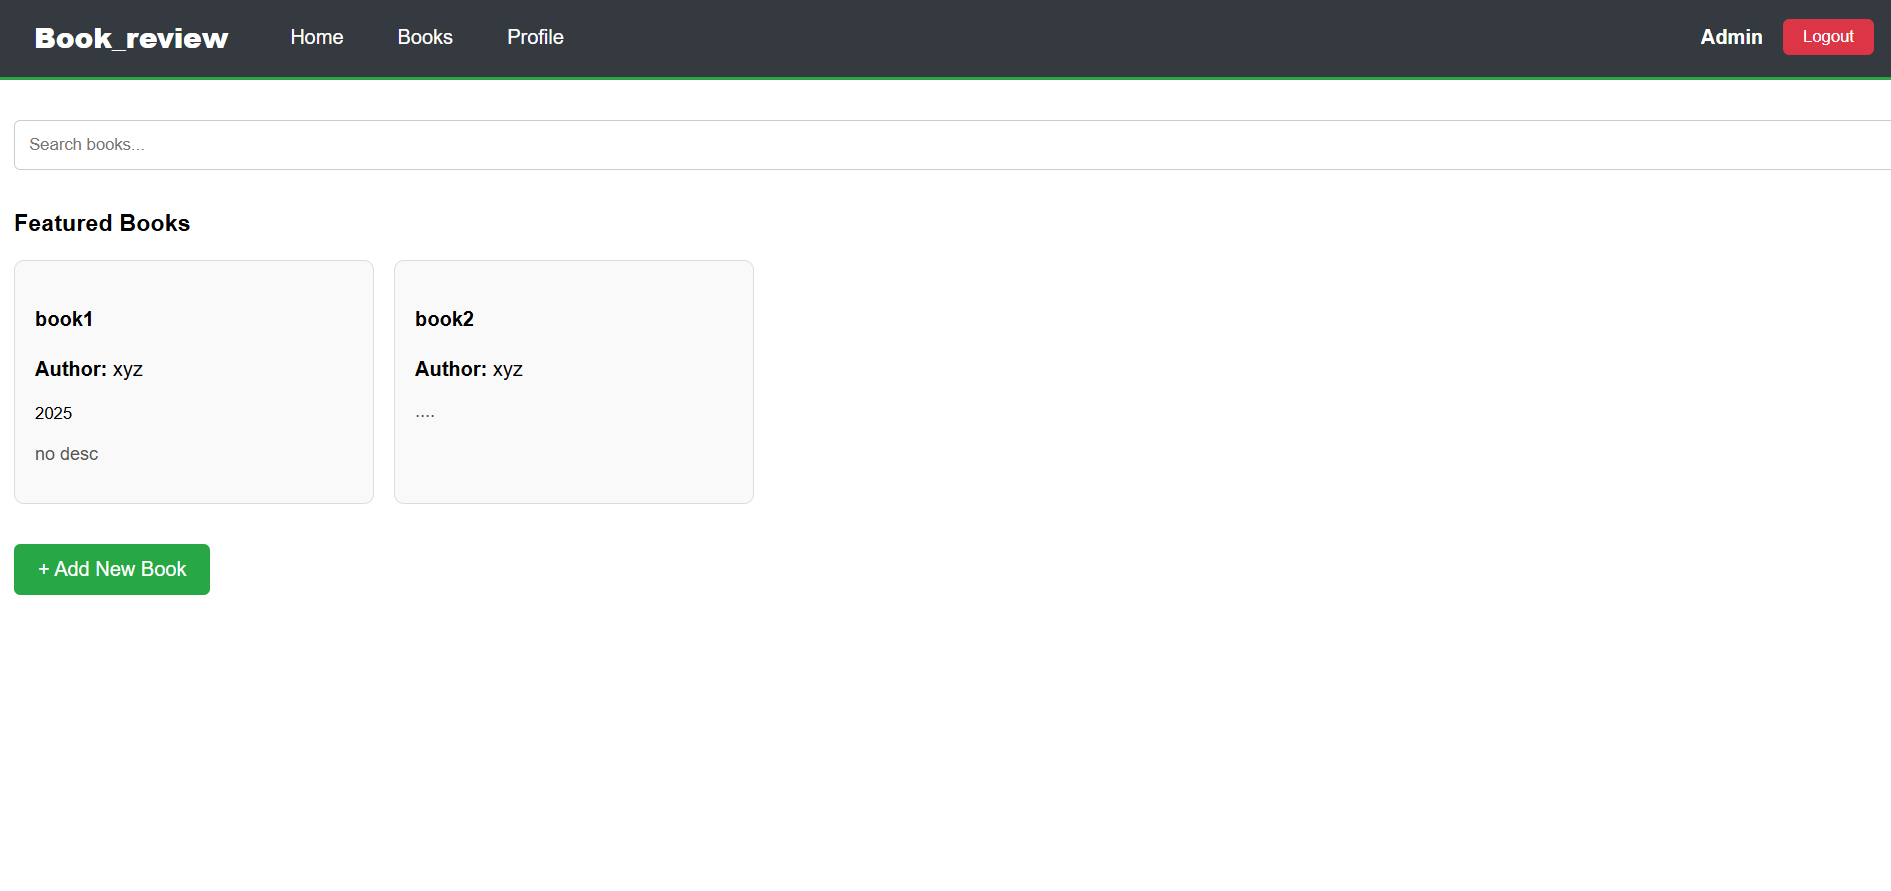 Book_review Home Books Profile Admin Logout
Search books...
Featured Books
book1
Author: xyz
2025
no desc
book2
Author: xyz
....
+ Add New Book